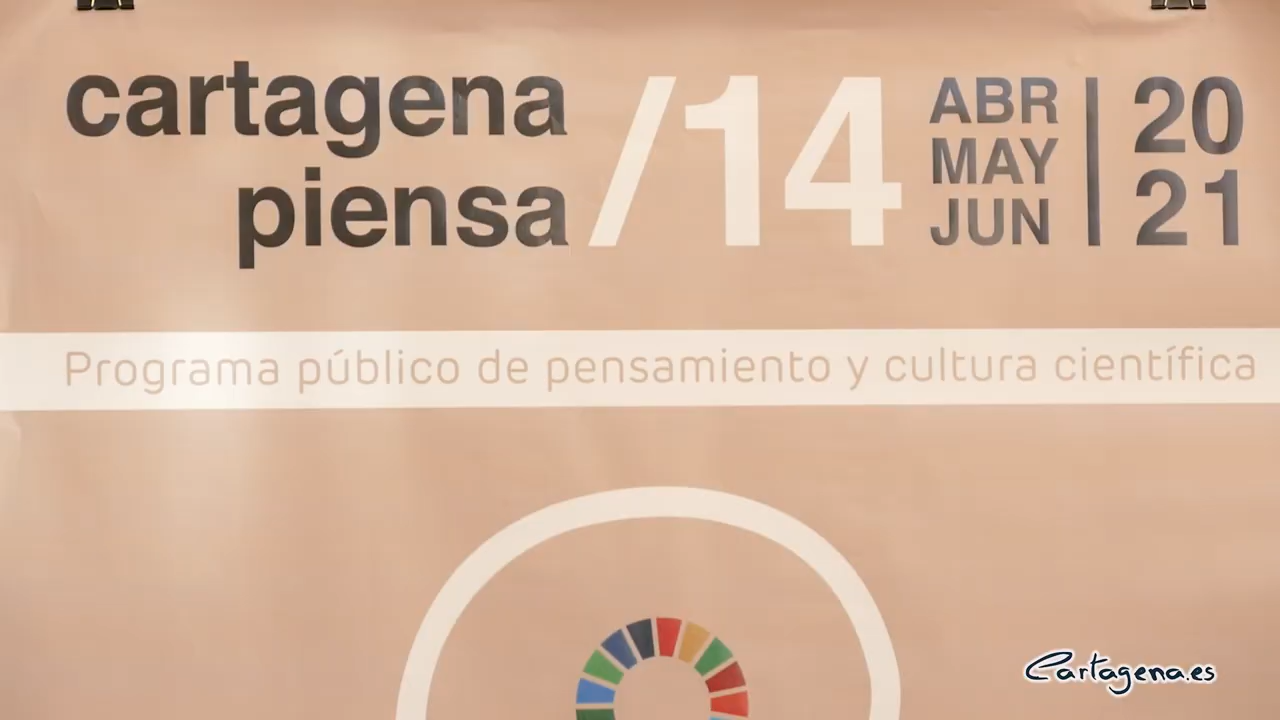 cartagena
piensa
/14
ABR
MAY
JUN
20
21
Programa público de pensamiento y cultura científica
Cartagena.es